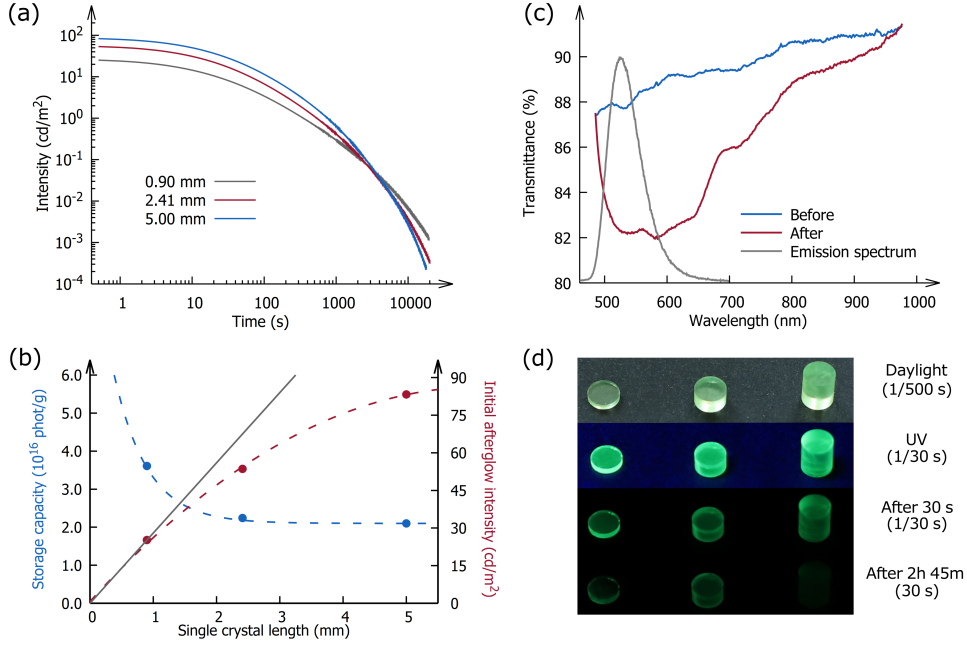 (a)
10²
10¹
10⁰
10⁻¹
10⁻²
10⁻³
10⁻⁴
Intensity (cd/m²)
0.90 mm
2.41 mm
5.00 mm
1
10
100
1000
10000
Time (s)
(c)
90
88
86
84
82
80
Transmittance (%)
Before
After
Emission spectrum
500
600
700
800
900
1000
Wavelength (nm)
(b)
6.0
5.0
4.0
3.0
2.0
1.0
0.0
Storage capacity (10¹⁶ phot/g)
90
75
60
45
30
15
0
Initial afterglow intensity (cd/m²)
0
1
2
3
4
5
Single crystal length (mm)
(d)
Daylight
(1/500 s)
UV
(1/30 s)
After 30 s
(1/30 s)
After 2h 45m
(30 s)